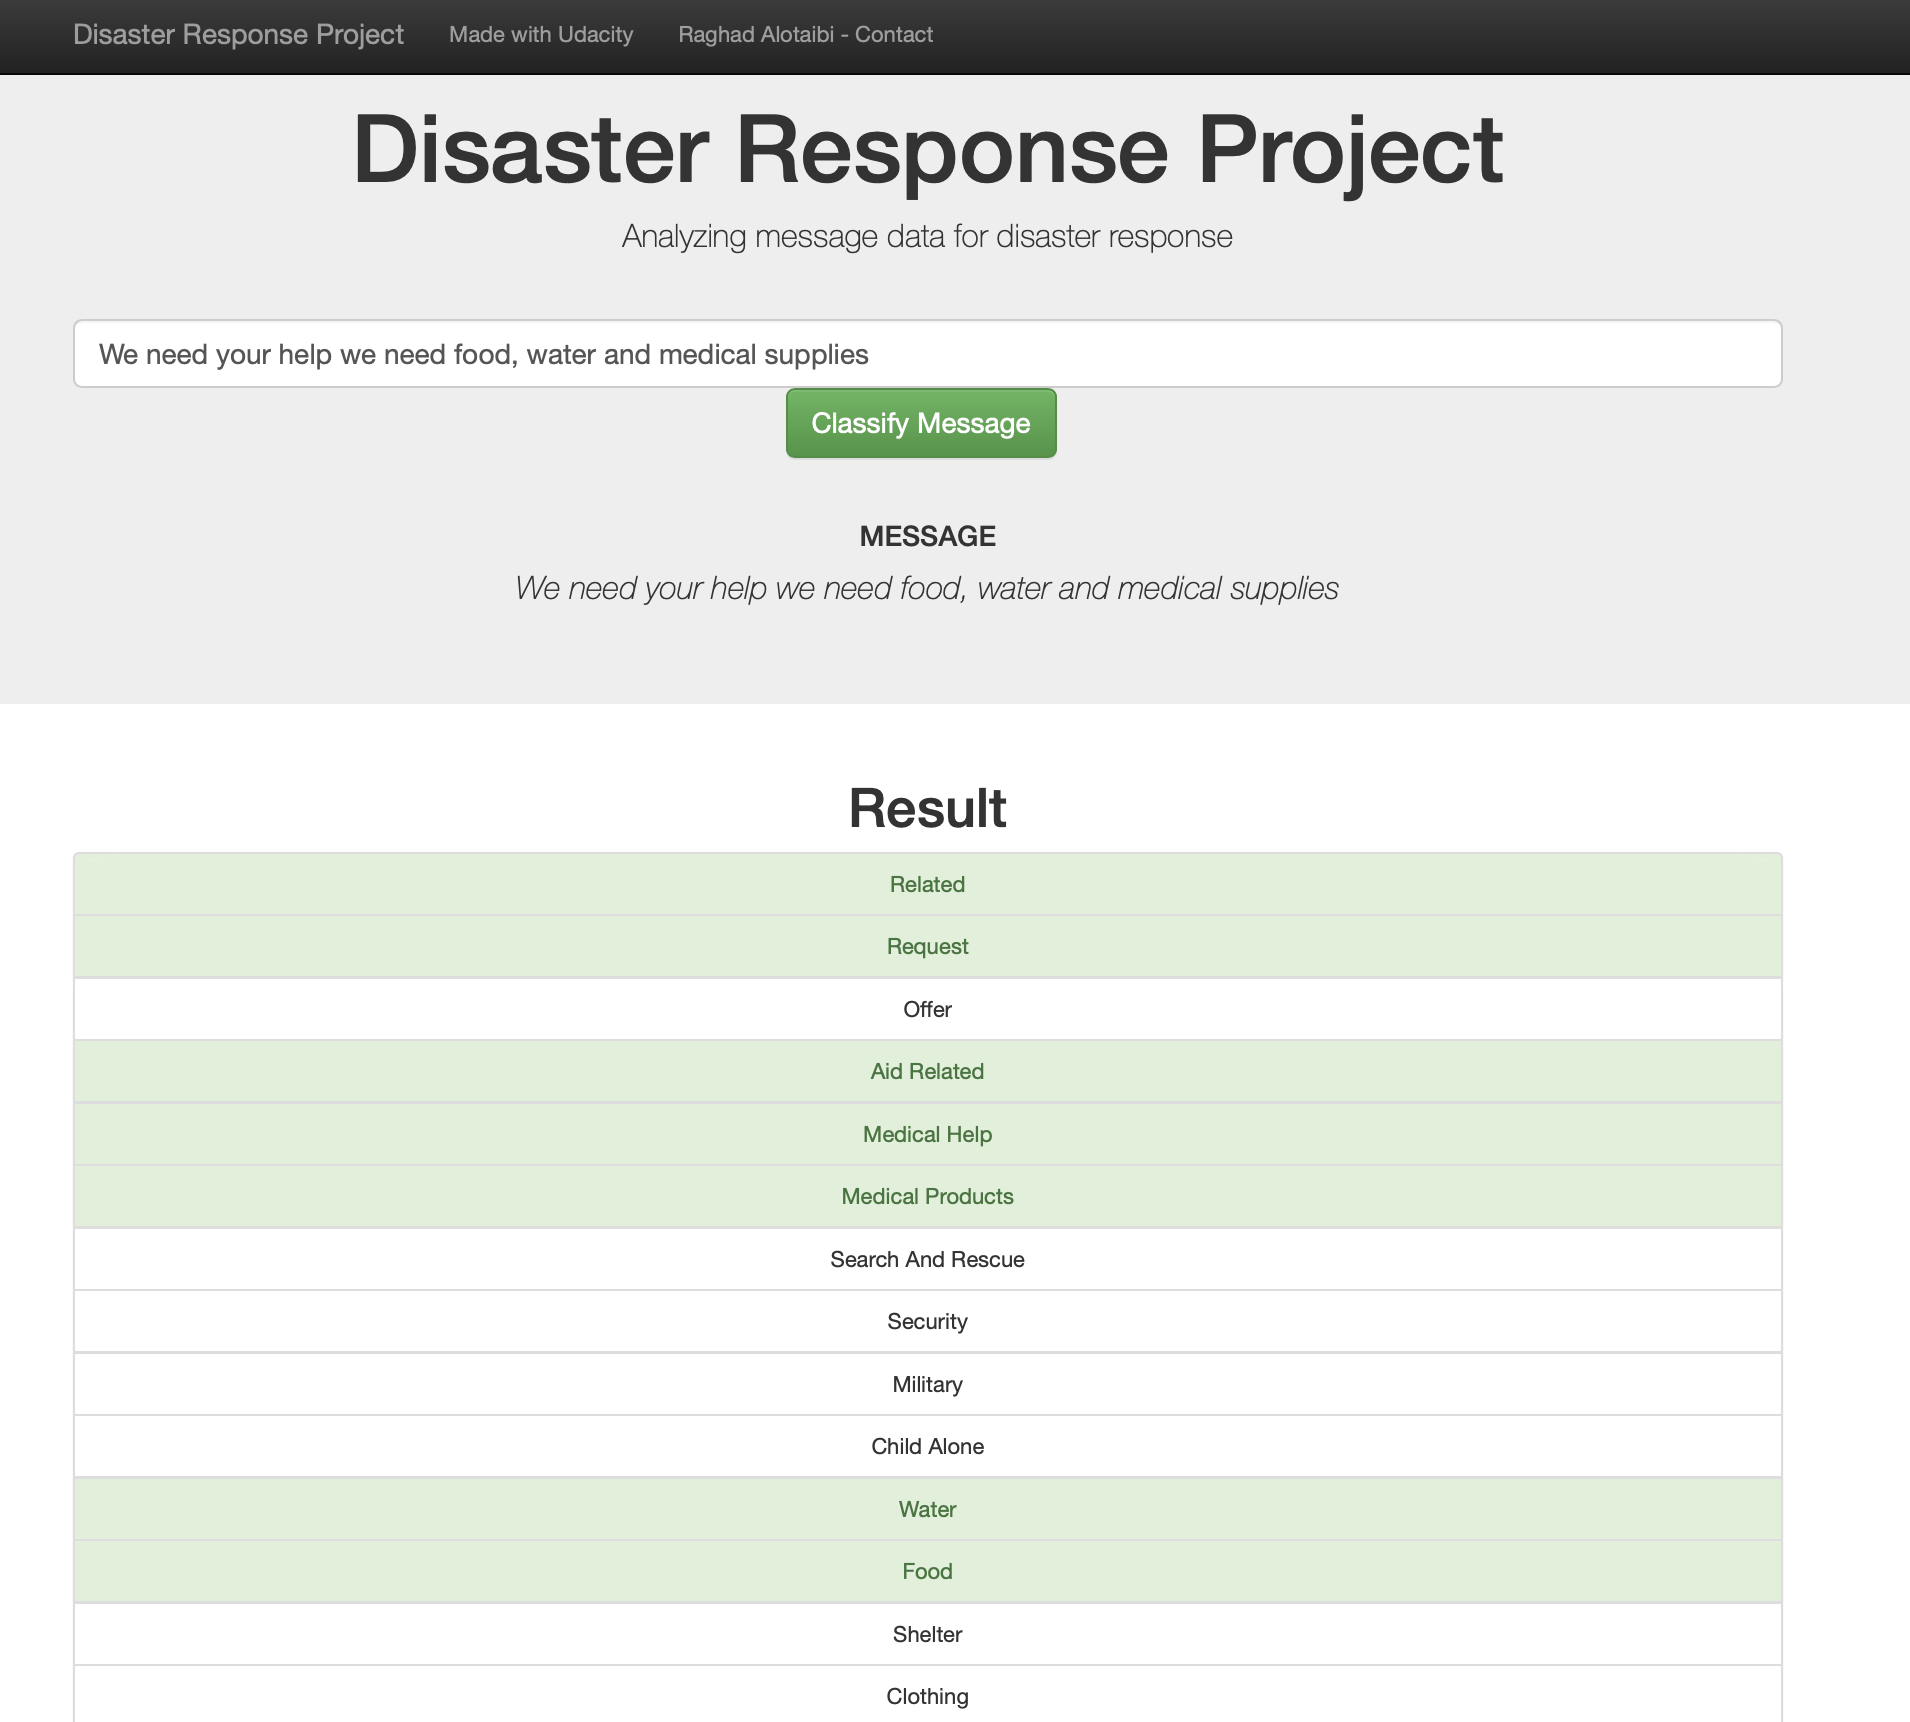 Disaster Response Project Made with Udacity Raghad Alotaibi - Contact
Disaster Response Project
Analyzing message data for disaster response
We need your help we need food, water and medical supplies
Classify Message
MESSAGE
We need your help we need food, water and medical supplies
Result
Related
Request
Offer
Aid Related
Medical Help
Medical Products
Search And Rescue
Security
Military
Child Alone
Water
Food
Shelter
Clothing